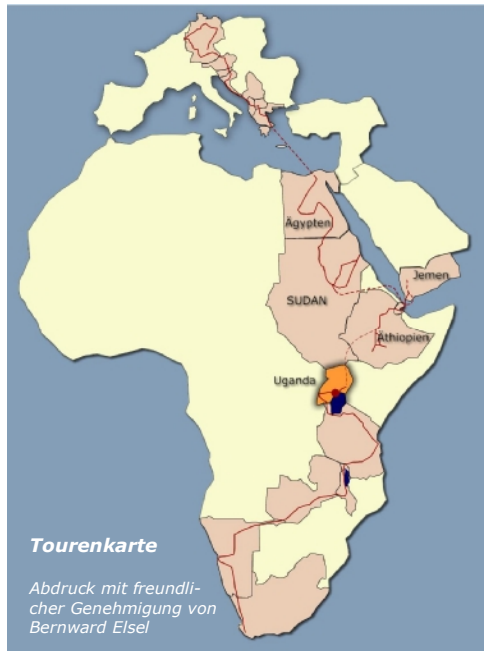 Ägypten
Jemen
SUDAN
Äthiopien
Uganda
Tourenkarte
Abdruck mit freundli-
cher Genehmigung von
Bernward Elsel